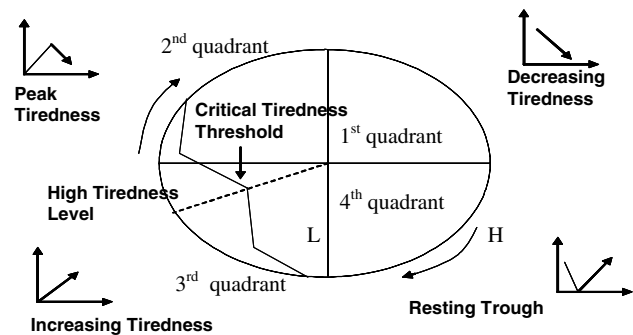 2nd quadrant
Peak
Tiredness
Decreasing
Tiredness
Critical Tiredness
Threshold
1st quadrant
High Tiredness
Level
4th quadrant
L
H
3rd quadrant
Resting Trough
Increasing Tiredness